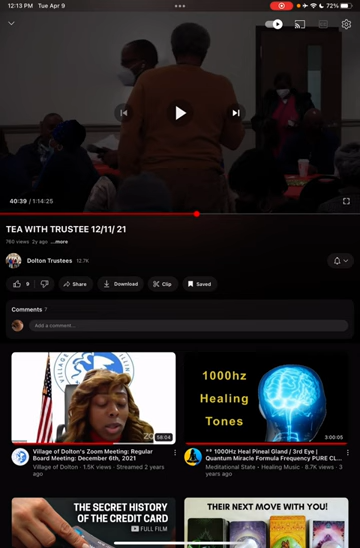 12:13 PM Tue Apr 9
72%
40:39 / 1:14:25
TEA WITH TRUSTEE 12/11/ 21
760 views 2y ago ...more
Dolton Trustees 12.7K
9
Share
Download
Clip
Saved
Comments 7
Add a comment...
58:04
1000hz
Healing
Tones
3:00:05
Village of Dolton's Zoom Meeting: Regular
Board Meeting: December 6th, 2021
Village of Dolton · 1.5K views · Streamed 2 years
ago
** 1000Hz Heal Pineal Gland / 3rd Eye |
Quantum Miracle Formula Frequency PURE CL...
Meditational State - Healing Music · 8.7K views · 3
years ago
THE SECRET HISTORY
OF THE CREDIT CARD
FULL FILM
THEIR NEXT MOVE WITH YOU!